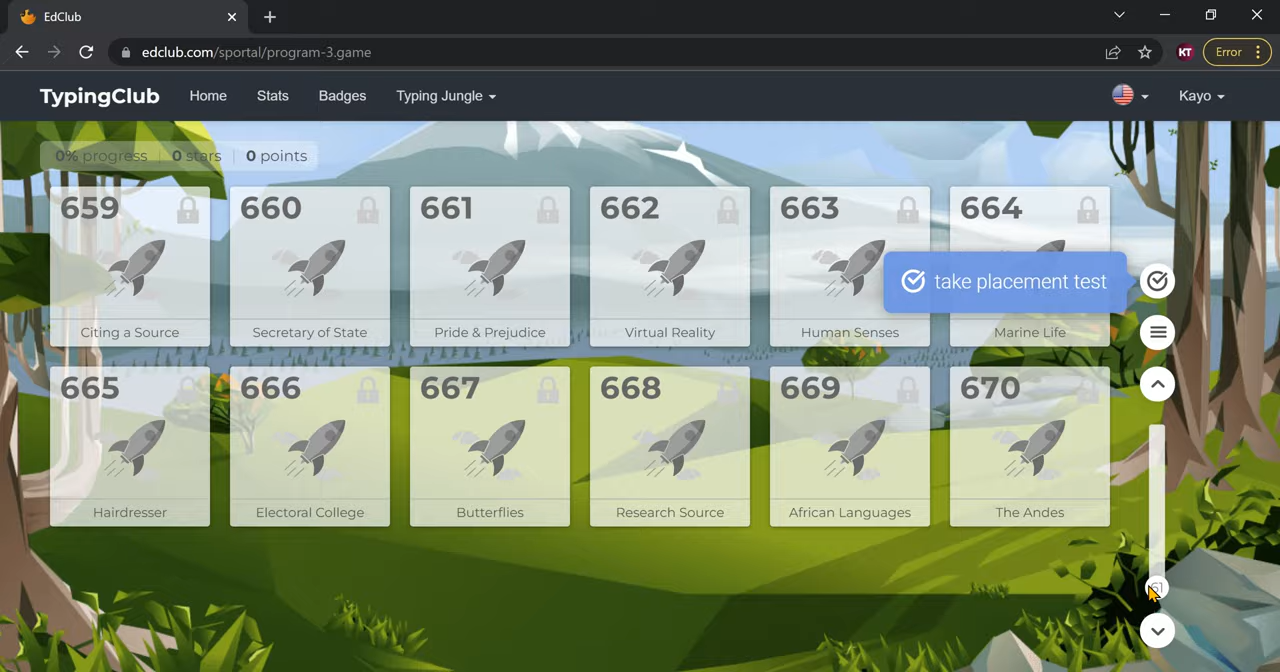 EdClub
edclub.com/sportal/program-3.game
KT
Error
TypingClub Home Stats Badges Typing Jungle Kayo
0% progress 0 stars 0 points
659 660 661 662 663 664
take placement test
Citing a Source Secretary of State Pride & Prejudice Virtual Reality Human Senses Marine Life
665 666 667 668 669 670
Hairdresser Electoral College Butterflies Research Source African Languages The Andes